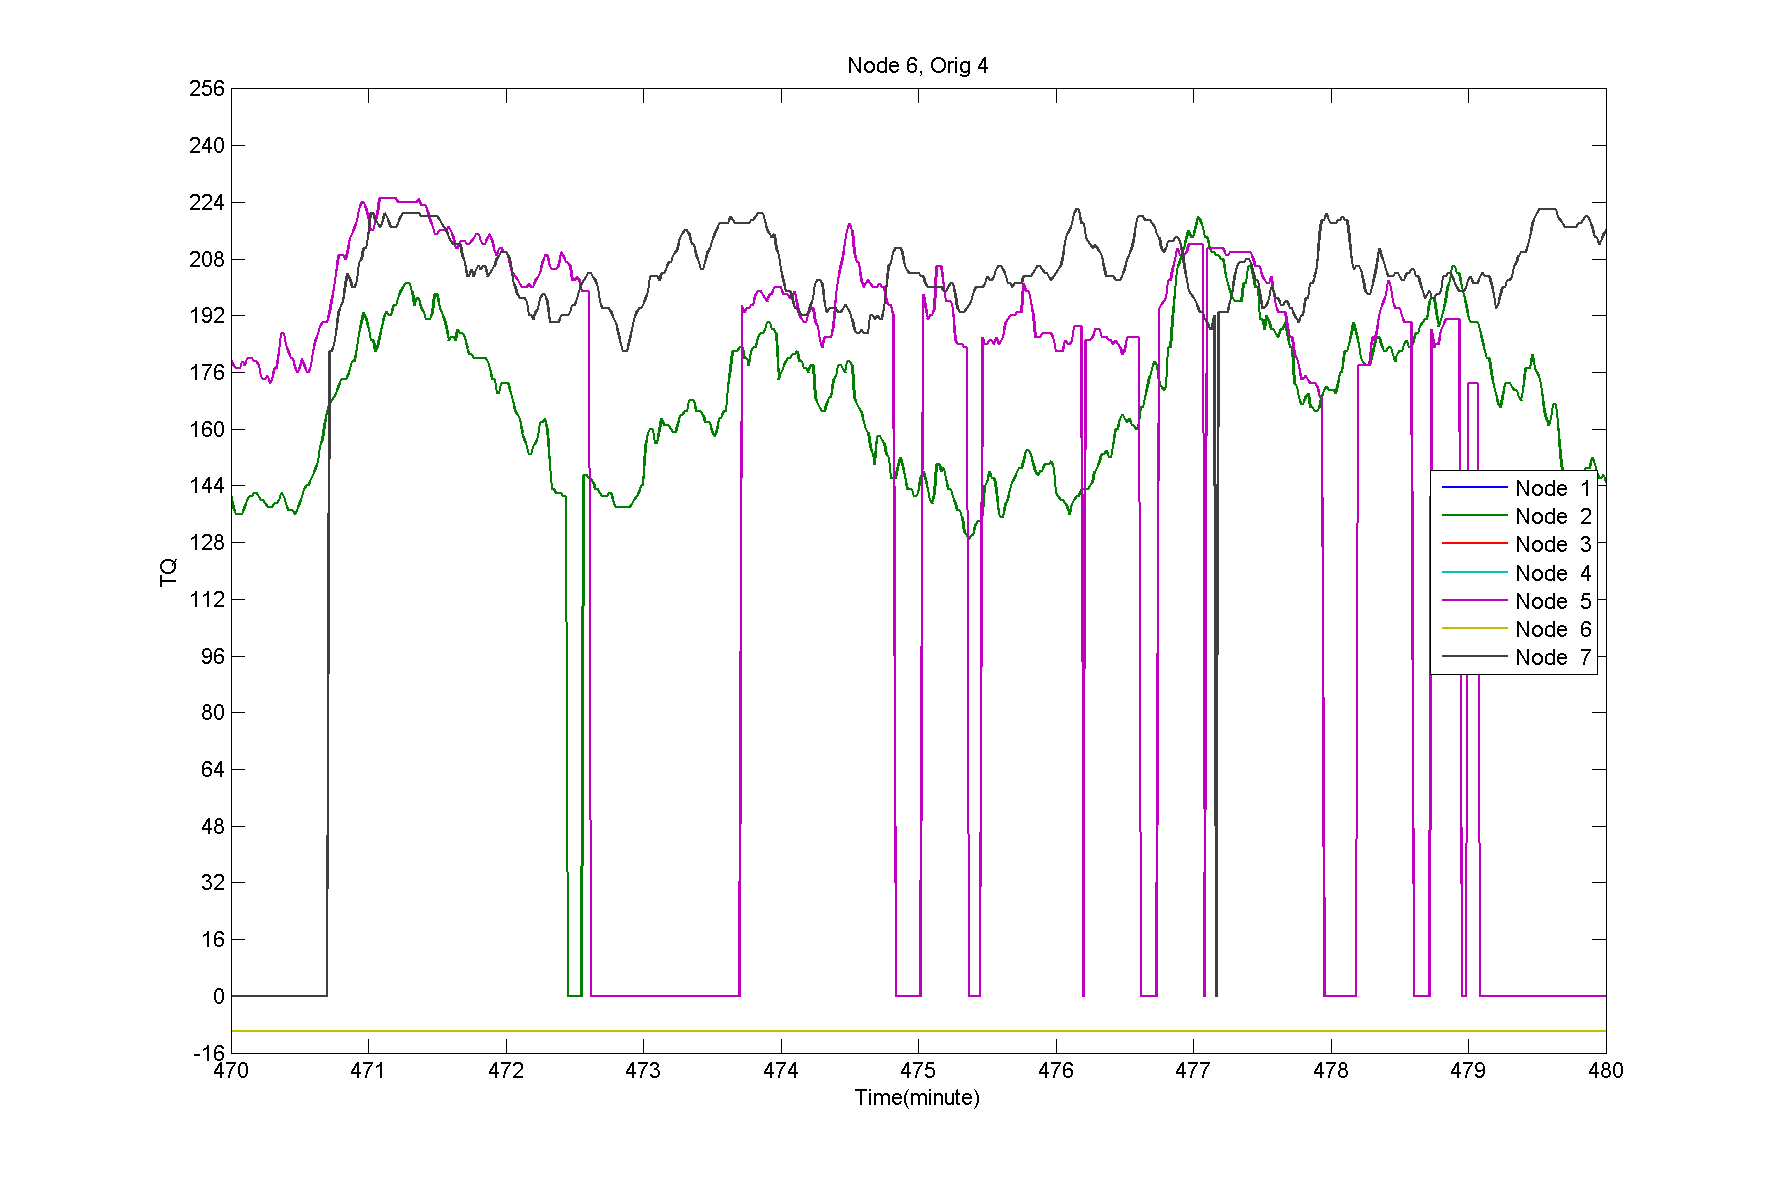 Node 6, Orig 4
256
240
224
208
192
176
160
144
128
112
96
80
64
48
32
16
0
-16
TQ
470 471 472 473 474 475 476 477 478 479 480
Time(minute)
Node 1
Node 2
Node 3
Node 4
Node 5
Node 6
Node 7